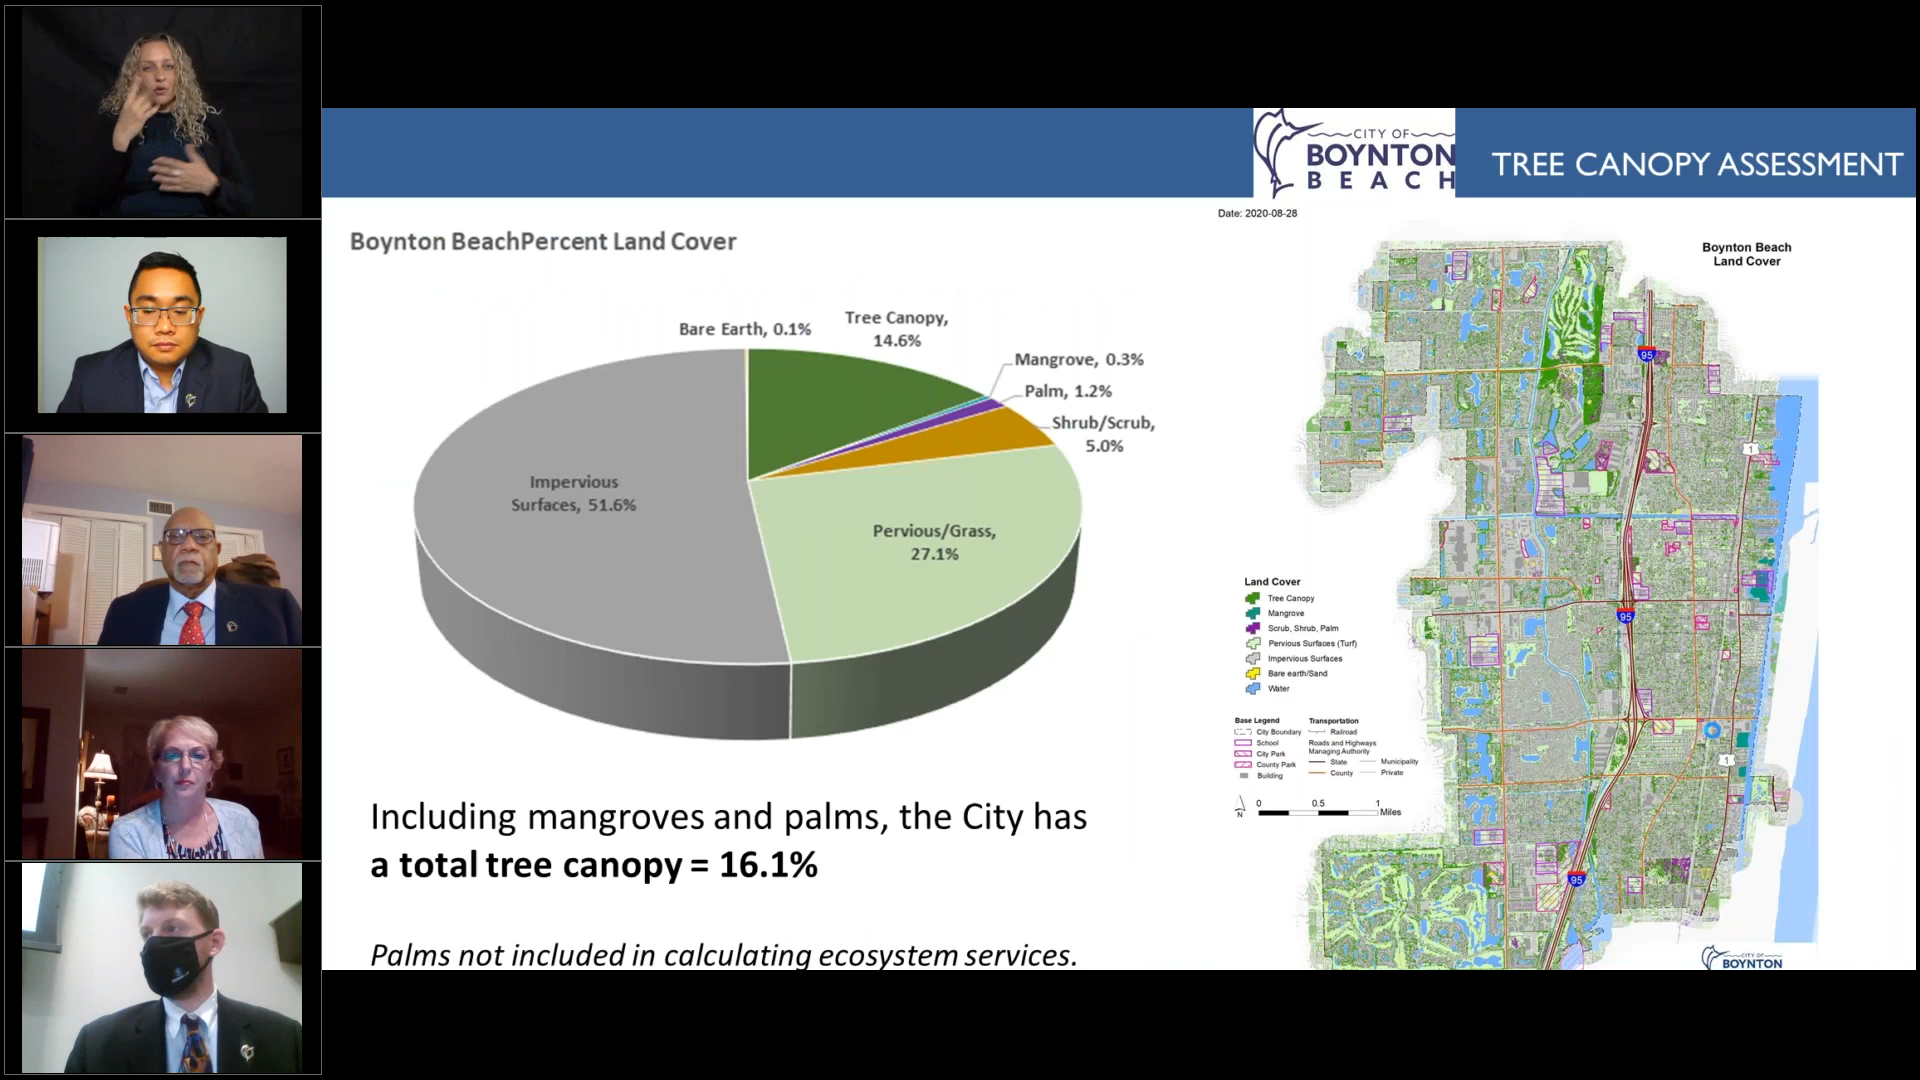 CITY OF
BOYNTON
BEACH
TREE CANOPY ASSESSMENT
Date: 2020-08-28
Boynton BeachPercent Land Cover
Bare Earth, 0.1%
Tree Canopy,
14.6%
Mangrove, 0.3%
Palm, 1.2%
Shrub/Scrub,
5.0%
Impervious
Surfaces, 51.6%
Pervious/Grass,
27.1%
Including mangroves and palms, the City has
a total tree canopy = 16.1%
Palms not included in calculating ecosystem services.
Boynton Beach
Land Cover
95
1
95
1
95
Land Cover
Tree Canopy
Mangrove
Scrub, Shrub, Palm
Pervious Surfaces (Turf)
Impervious Surfaces
Bare earth/Sand
Water
Base Legend
City Boundary
School
City Park
County Park
Building
Transportation
Railroad
Roads and Highways
Managing Authority
State
Municipality
County
Private
N
0 0.5 1
Miles
CITY OF
BOYNTON